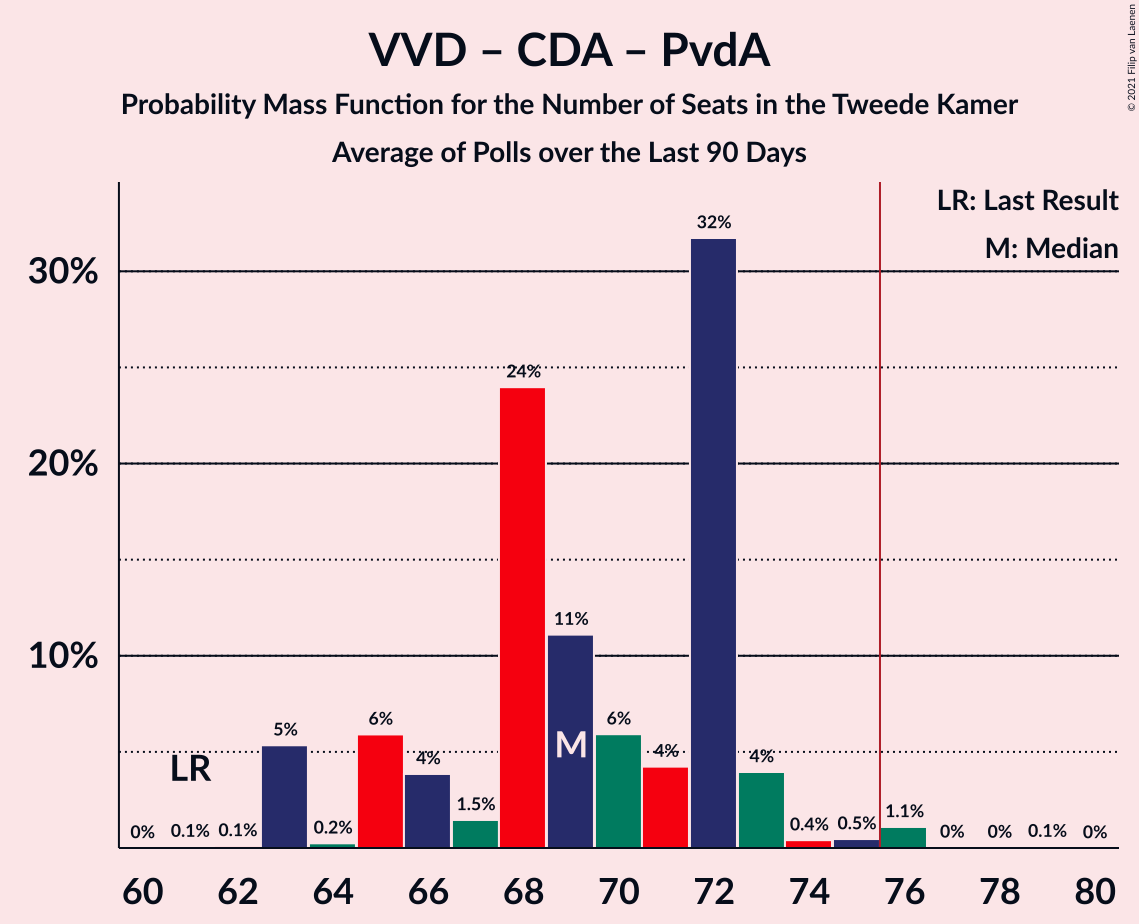 VVD – CDA – PvdA
Probability Mass Function for the Number of Seats in the Tweede Kamer
Average of Polls over the Last 90 Days
© 2021 Filip van Laenen
LR: Last Result
M: Median
30%
20%
10%
0%
0.1%
0.1%
5%
0.2%
6%
4%
1.5%
24%
11%
6%
4%
32%
4%
0.4%
0.5%
1.1%
0%
0%
0.1%
0%
LR
M
60 62 64 66 68 70 72 74 76 78 80